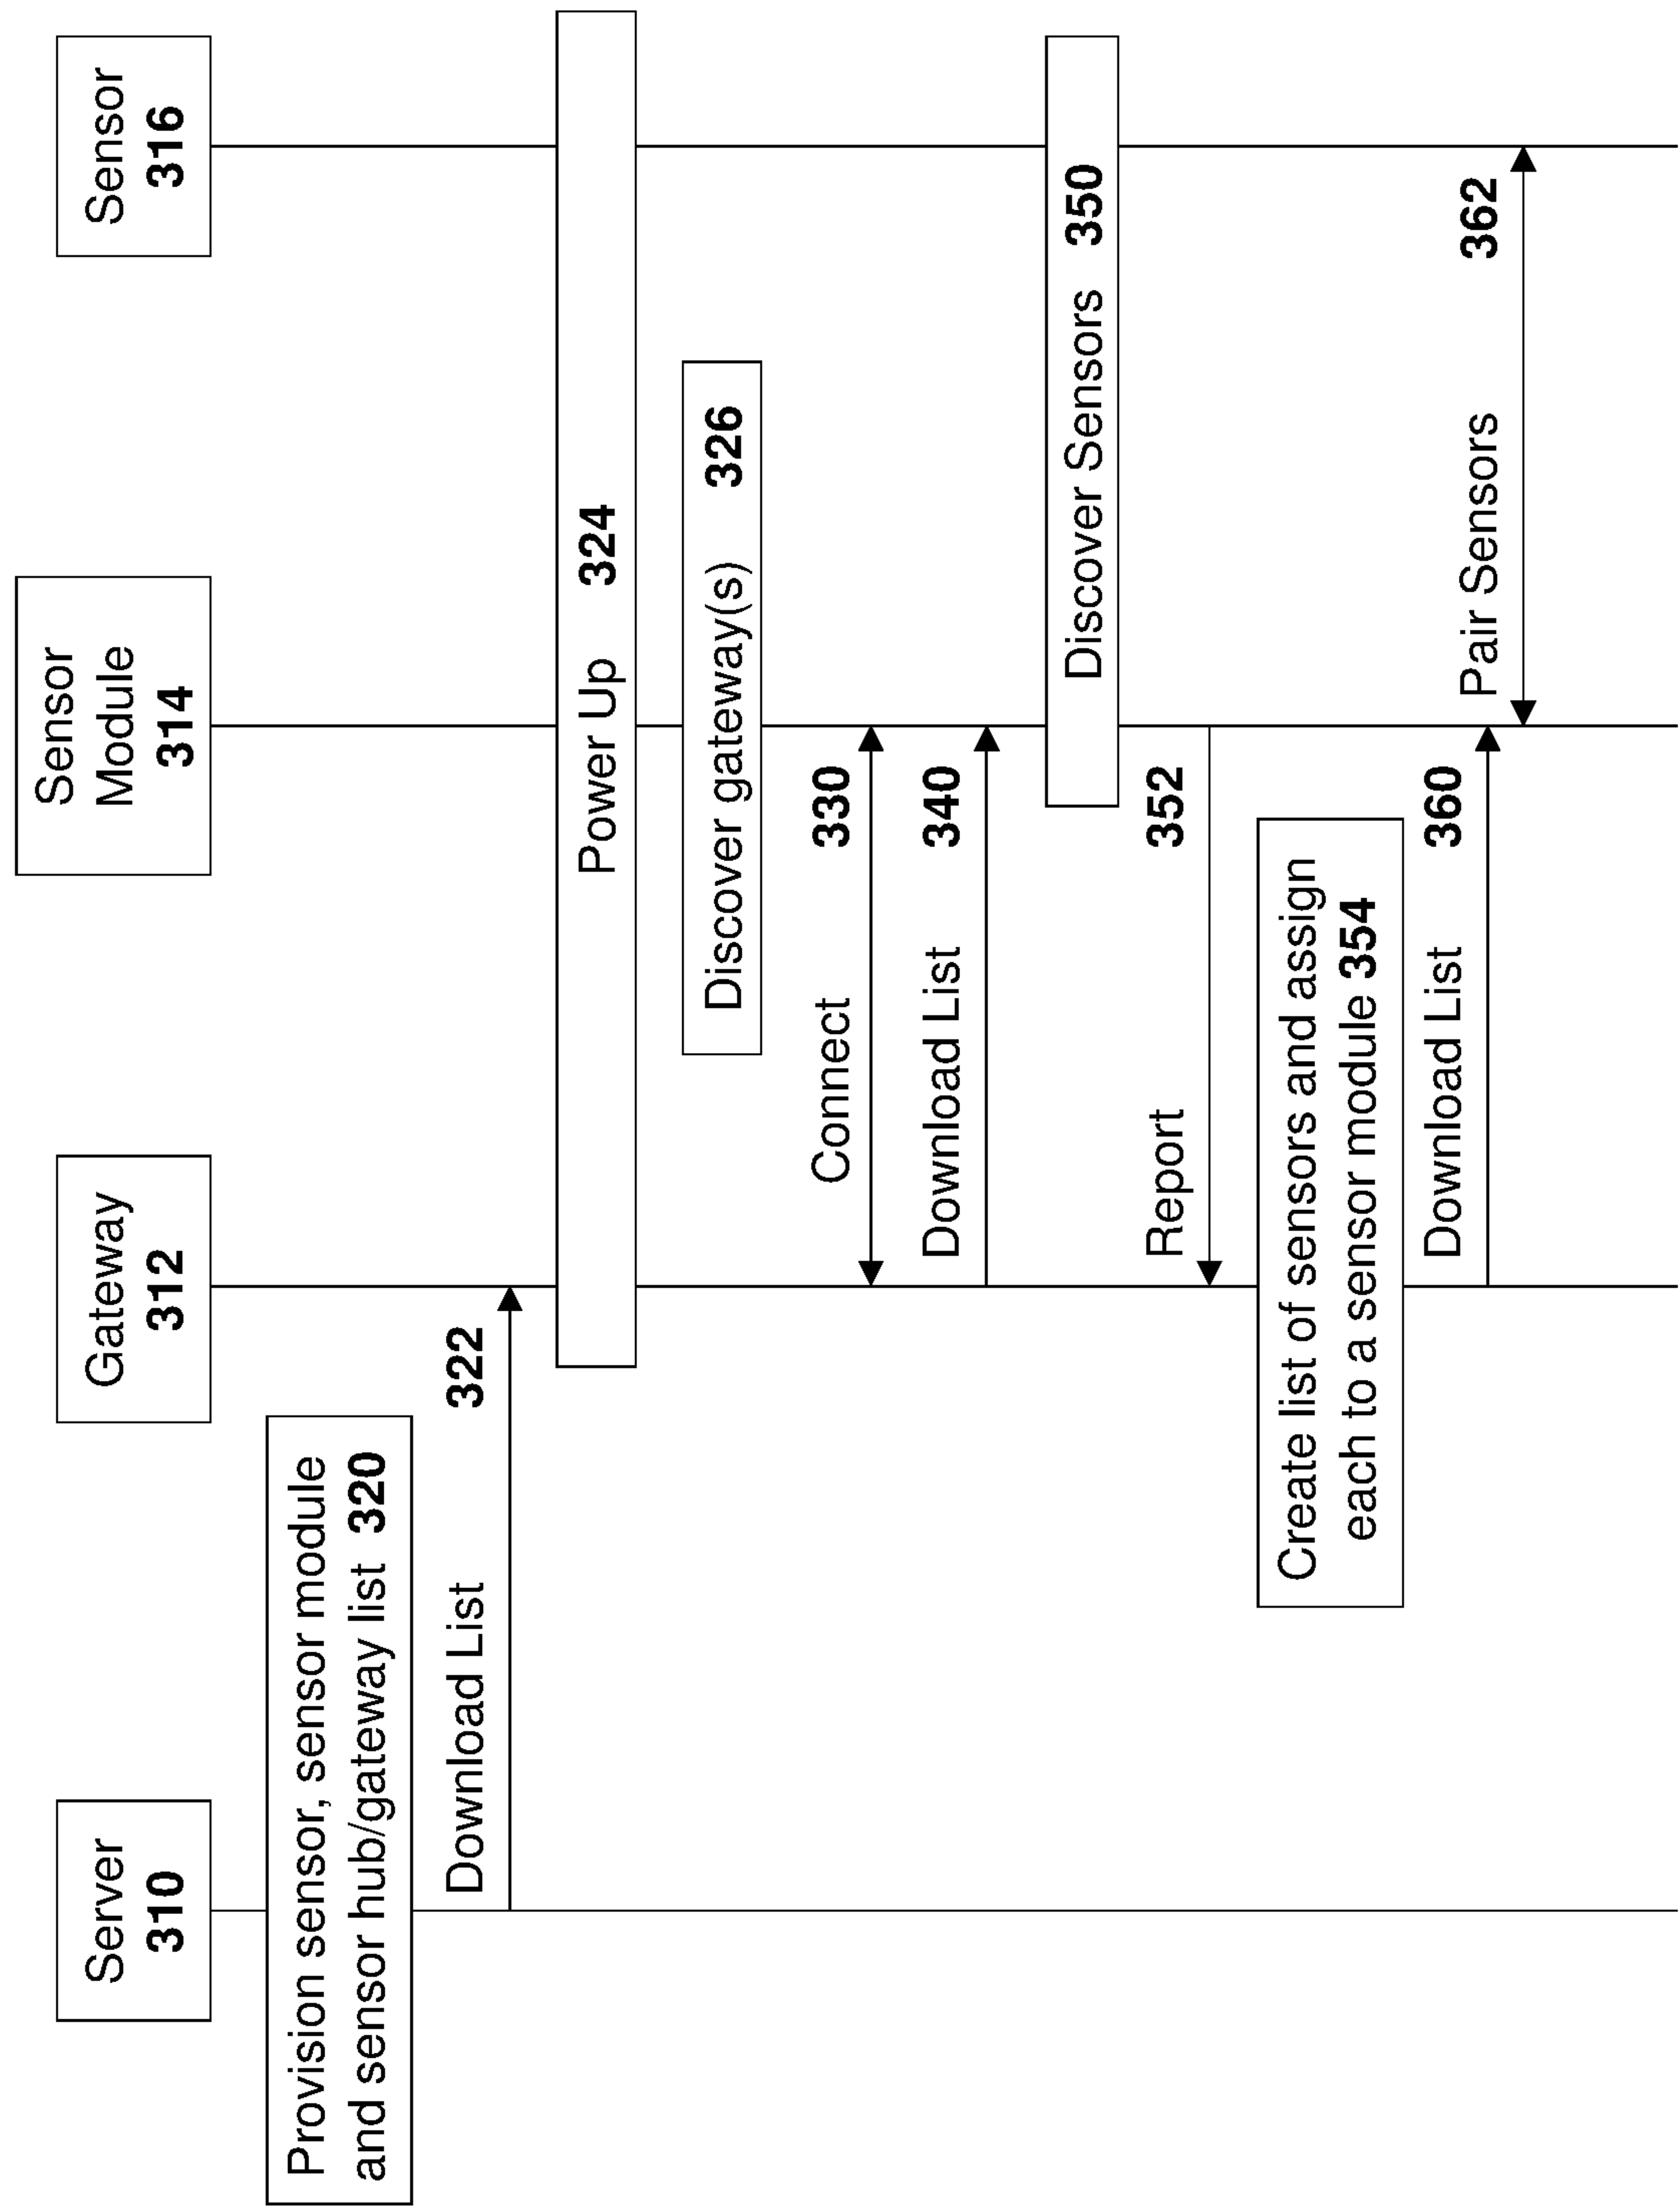 Server
310
Gateway
312
Sensor
Module
314
Sensor
316
Provision sensor, sensor module
and sensor hub/gateway list 320
Download List 322
Power Up 324
Discover gateway(s) 326
Connect 330
Download List 340
Discover Sensors 350
Report 352
Create list of sensors and assign
each to a sensor module 354
Download List 360
Pair Sensors 362